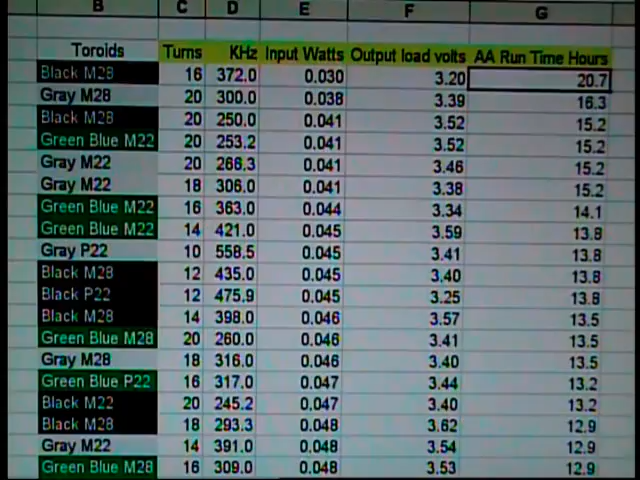 B C D E F G
Toroids Turns KHz Input Watts Output load volts AA Run Time Hours
Black M28 16 372.0 0.030 3.20 20.7
Gray M28 20 300.0 0.038 3.39 16.3
Black M28 20 250.0 0.041 3.52 15.2
Green Blue M22 20 253.2 0.041 3.52 15.2
Gray M22 20 266.3 0.041 3.46 15.2
Gray M22 18 306.0 0.041 3.38 15.2
Green Blue M22 16 363.0 0.044 3.34 14.1
Green Blue M22 14 421.0 0.045 3.59 13.8
Gray P22 10 558.5 0.045 3.41 13.8
Black M28 12 435.0 0.045 3.40 13.8
Black P22 12 475.9 0.045 3.25 13.8
Black M28 14 398.0 0.046 3.57 13.5
Green Blue M28 20 260.0 0.046 3.41 13.5
Gray M28 18 316.0 0.046 3.40 13.5
Green Blue P22 16 317.0 0.047 3.44 13.2
Black M22 20 245.2 0.047 3.40 13.2
Black M28 18 293.3 0.048 3.62 12.9
Gray M22 14 391.0 0.048 3.54 12.9
Green Blue M28 16 309.0 0.048 3.53 12.9